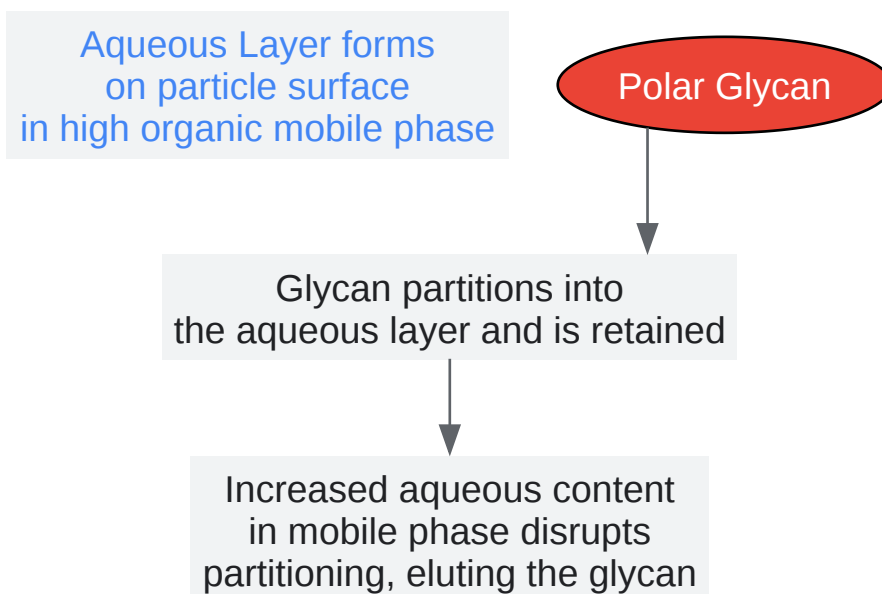 Aqueous Layer forms
on particle surface
in high organic mobile phase
Polar Glycan
Glycan partitions into
the aqueous layer and is retained
Increased aqueous content
in mobile phase disrupts
partitioning, eluting the glycan